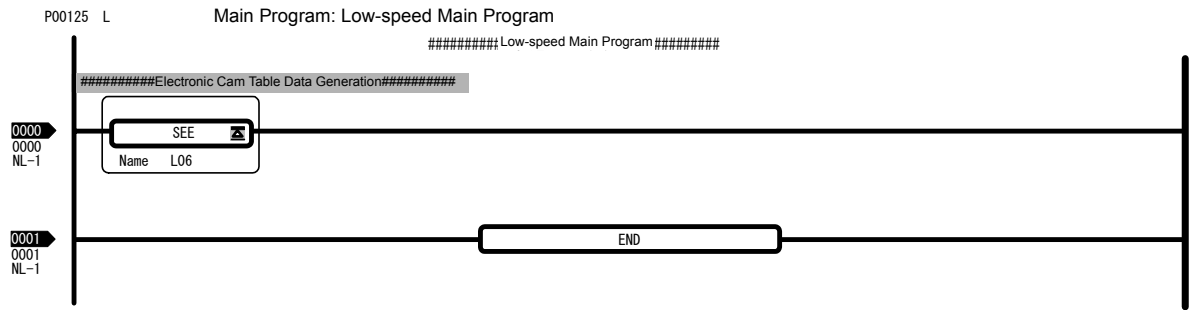 P00125 L Main Program: Low-speed Main Program
##########Low-speed Main Program#########
##########Electronic Cam Table Data Generation##########
0000
0000
NL-1
SEE
Name L06
0001
0001
NL-1
END